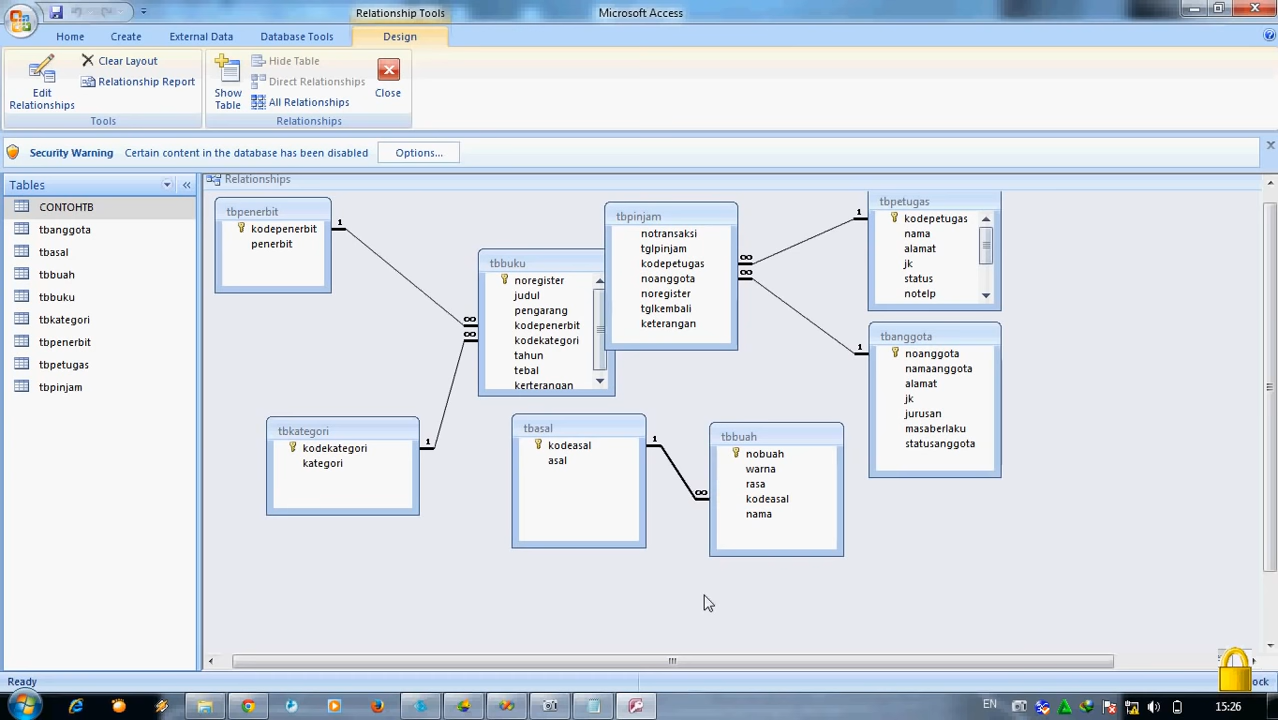 Relationship Tools
Microsoft Access
Home
Create
External Data
Database Tools
Design
Edit
Relationships
Clear Layout
Relationship Report
Tools
Show
Table
Hide Table
Direct Relationships
All Relationships
Close
Relationships
Security Warning
Certain content in the database has been disabled
Options...
Tables
CONTOHTB
tbanggota
tbasal
tbbuah
tbbuku
tbkategori
tbpenerbit
tbpetugas
tbpinjam
Relationships
tbpenerbit
kodepenerbit
penerbit
1
∞
∞
tbbuku
noregister
judul
pengarang
kodepenerbit
kodekategori
tahun
tebal
kerterangan
tbpinjam
notransaksi
tglpinjam
kodepetugas
noanggota
noregister
tglkembali
keterangan
∞
∞
1
tbpetugas
kodepetugas
nama
alamat
jk
status
notelp
1
tbanggota
noanggota
namaanggota
alamat
jk
jurusan
masaberlaku
statusanggota
tbkategori
kodekategori
kategori
1
tbasal
kodeasal
asal
1
∞
tbbuah
nobuah
warna
rasa
kodeasal
nama
Ready
ock
EN
15:26